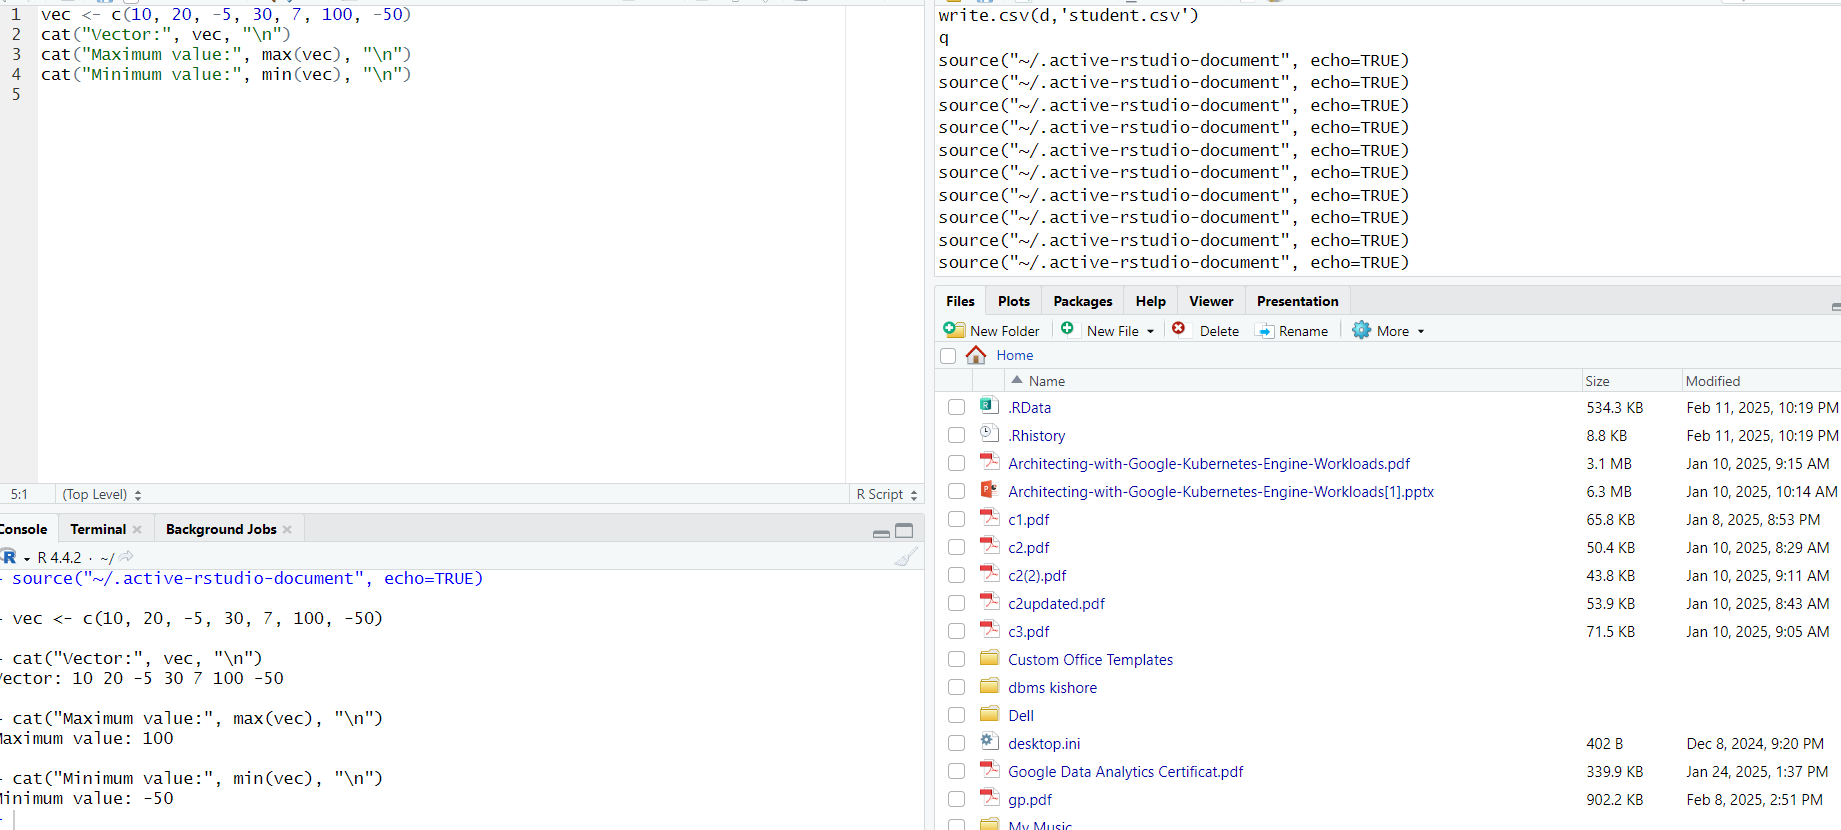 1 vec <- c(10, 20, -5, 30, 7, 100, -50)
2 cat("Vector:", vec, "\n")
3 cat("Maximum value:", max(vec), "\n")
4 cat("Minimum value:", min(vec), "\n")
5
5:1 (Top Level) R Script
Console Terminal Background Jobs
R 4.4.2 · ~/
source("~/.active-rstudio-document", echo=TRUE)
vec <- c(10, 20, -5, 30, 7, 100, -50)
cat("Vector:", vec, "\n")
Vector: 10 20 -5 30 7 100 -50
cat("Maximum value:", max(vec), "\n")
Maximum value: 100
cat("Minimum value:", min(vec), "\n")
Minimum value: -50
write.csv(d,'student.csv')
q
source("~/.active-rstudio-document", echo=TRUE)
source("~/.active-rstudio-document", echo=TRUE)
source("~/.active-rstudio-document", echo=TRUE)
source("~/.active-rstudio-document", echo=TRUE)
source("~/.active-rstudio-document", echo=TRUE)
source("~/.active-rstudio-document", echo=TRUE)
source("~/.active-rstudio-document", echo=TRUE)
source("~/.active-rstudio-document", echo=TRUE)
source("~/.active-rstudio-document", echo=TRUE)
source("~/.active-rstudio-document", echo=TRUE)
Files Plots Packages Help Viewer Presentation
New Folder New File Delete Rename More
Home
Name Size Modified
.RData 534.3 KB Feb 11, 2025, 10:19 PM
.Rhistory 8.8 KB Feb 11, 2025, 10:19 PM
Architecting-with-Google-Kubernetes-Engine-Workloads.pdf 3.1 MB Jan 10, 2025, 9:15 AM
Architecting-with-Google-Kubernetes-Engine-Workloads[1].pptx 6.3 MB Jan 10, 2025, 10:14 AM
c1.pdf 65.8 KB Jan 8, 2025, 8:53 PM
c2.pdf 50.4 KB Jan 10, 2025, 8:29 AM
c2(2).pdf 43.8 KB Jan 10, 2025, 9:11 AM
c2updated.pdf 53.9 KB Jan 10, 2025, 8:43 AM
c3.pdf 71.5 KB Jan 10, 2025, 9:05 AM
Custom Office Templates
dbms kishore
Dell
desktop.ini 402 B Dec 8, 2024, 9:20 PM
Google Data Analytics Certificat.pdf 339.9 KB Jan 24, 2025, 1:37 PM
gp.pdf 902.2 KB Feb 8, 2025, 2:51 PM
My Music